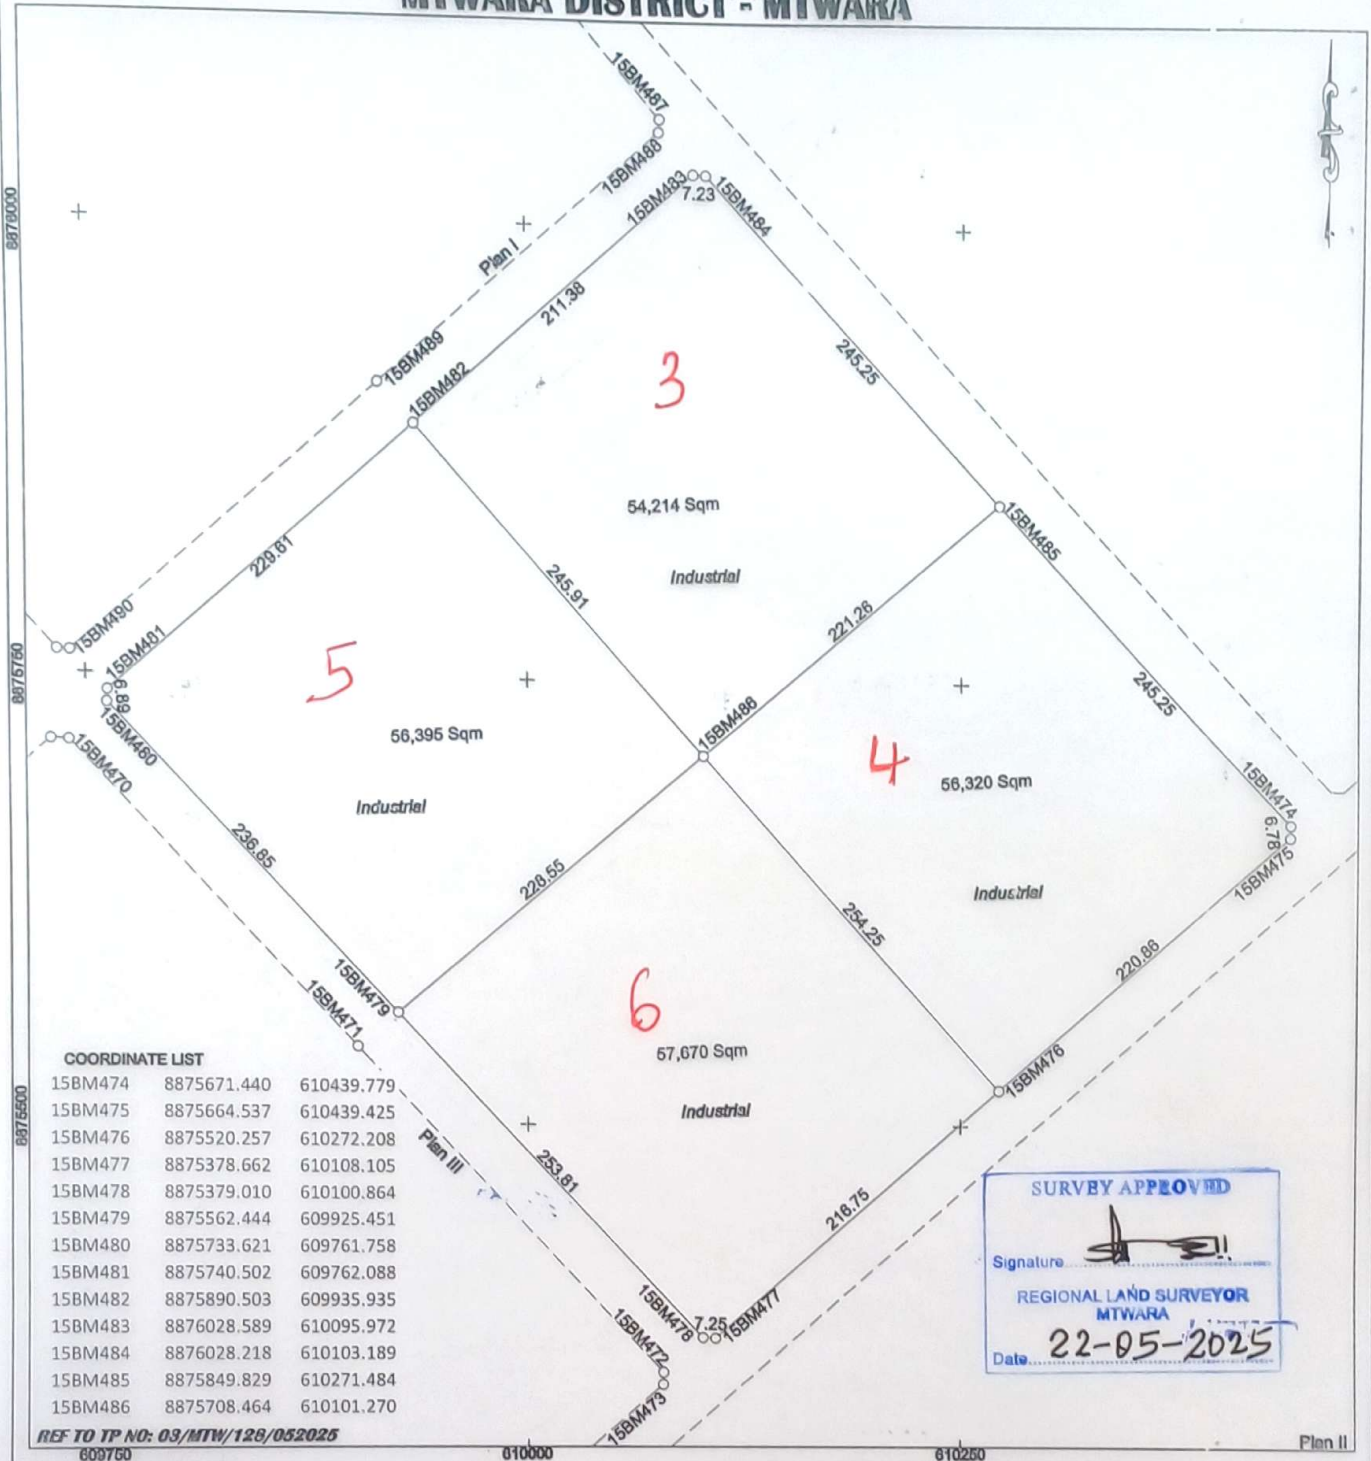 MTWARA DISTRICT - MTWARA
15BM487
15BM488
15BM483
7.23
15BM484
8876000
Plan I
211.38
15BM489
15BM482
245.25
3
54,214 Sqm
15BM485
229.61
245.91
Industrial
221.26
15BM490
15BM481
6.89
8875750
5
15BM480
56,395 Sqm
15BM486
245.25
15BM470
4
56,320 Sqm
15BM474
6.78
15BM475
Industrial
236.85
228.55
Industrial
254.25
220.86
15BM479
15BM471
6
57,670 Sqm
15BM476
Industrial
8875500
Plan III
253.81
216.75
15BM478
7.25
15BM477
15BM472
15BM473
COORDINATE LIST
15BM474 8875671.440 610439.779
15BM475 8875664.537 610439.425
15BM476 8875520.257 610272.208
15BM477 8875378.662 610108.105
15BM478 8875379.010 610100.864
15BM479 8875562.444 609925.451
15BM480 8875733.621 609761.758
15BM481 8875740.502 609762.088
15BM482 8875890.503 609935.935
15BM483 8876028.589 610095.972
15BM484 8876028.218 610103.189
15BM485 8875849.829 610271.484
15BM486 8875708.464 610101.270
REF TO TP NO: 03/MTW/128/052025
SURVEY APPROVED
Signature
REGIONAL LAND SURVEYOR
MTWARA
Date 22-05-2025
609750 610000 610250
Plan II